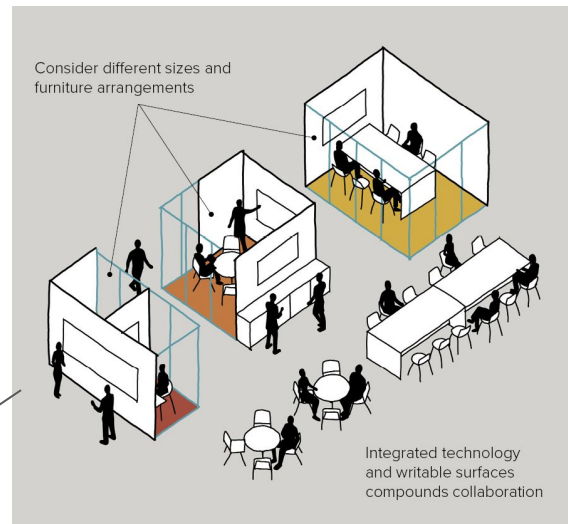 Consider different sizes and
furniture arrangements
Integrated technology
and writable surfaces
compounds collaboration